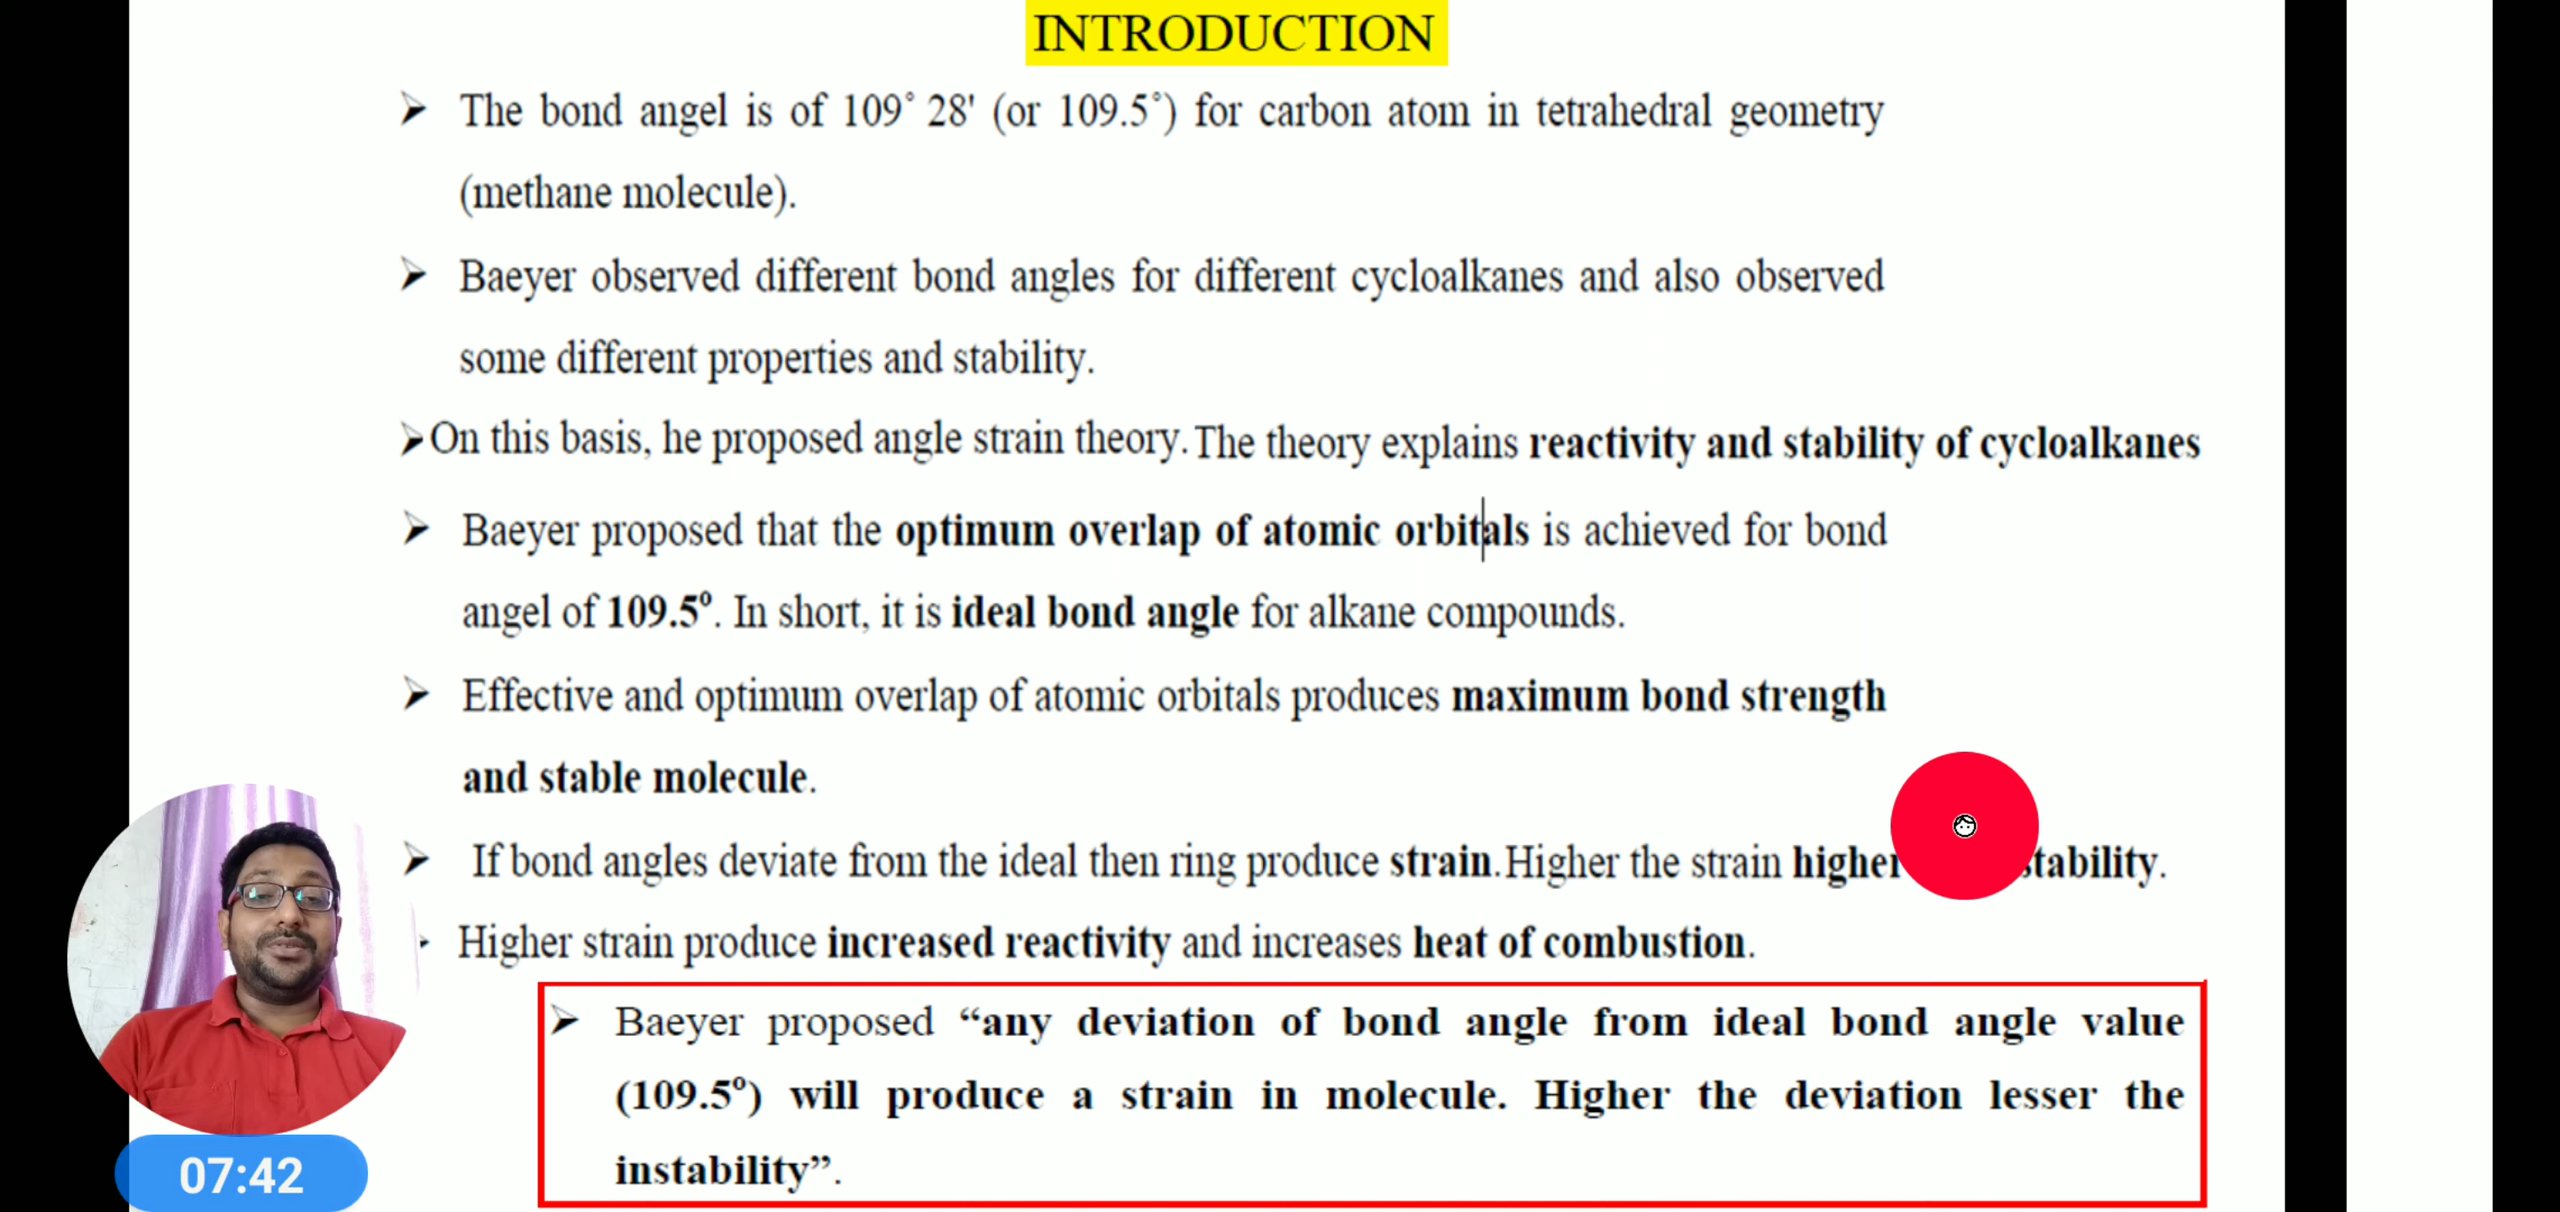 INTRODUCTION
➤ The bond angel is of 109° 28' (or 109.5°) for carbon atom in tetrahedral geometry
(methane molecule).
➤ Baeyer observed different bond angles for different cycloalkanes and also observed
some different properties and stability.
➤ On this basis, he proposed angle strain theory. The theory explains reactivity and stability of cycloalkanes
➤ Baeyer proposed that the optimum overlap of atomic orbitals is achieved for bond
angel of 109.5º. In short, it is ideal bond angle for alkane compounds.
➤ Effective and optimum overlap of atomic orbitals produces maximum bond strength
and stable molecule.
➤ If bond angles deviate from the ideal then ring produce strain. Higher the strain higher
Higher strain produce increased reactivity and increases heat of combustion.
➤ Baeyer proposed “any deviation of bond angle from ideal bond angle value
(109.5º) will produce a strain in molecule. Higher the deviation lesser the
instability”.
07:42